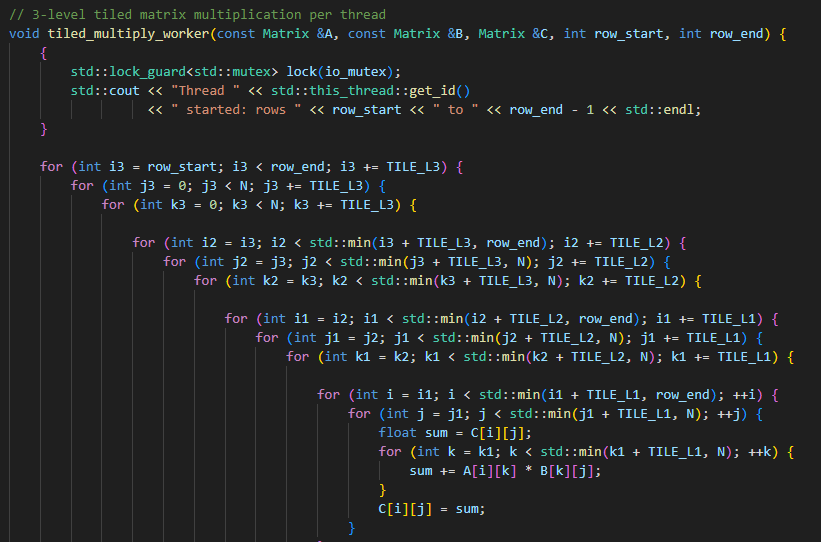 // 3-level tiled matrix multiplication per thread
void tiled_multiply_worker(const Matrix &A, const Matrix &B, Matrix &C, int row_start, int row_end) {
    {
        std::lock_guard<std::mutex> lock(io_mutex);
        std::cout << "Thread " << std::this_thread::get_id()
                  << " started: rows " << row_start << " to " << row_end - 1 << std::endl;
    }

    for (int i3 = row_start; i3 < row_end; i3 += TILE_L3) {
        for (int j3 = 0; j3 < N; j3 += TILE_L3) {
            for (int k3 = 0; k3 < N; k3 += TILE_L3) {

                for (int i2 = i3; i2 < std::min(i3 + TILE_L3, row_end); i2 += TILE_L2) {
                    for (int j2 = j3; j2 < std::min(j3 + TILE_L3, N); j2 += TILE_L2) {
                        for (int k2 = k3; k2 < std::min(k3 + TILE_L3, N); k2 += TILE_L2) {

                            for (int i1 = i2; i1 < std::min(i2 + TILE_L2, row_end); i1 += TILE_L1) {
                                for (int j1 = j2; j1 < std::min(j2 + TILE_L2, N); j1 += TILE_L1) {
                                    for (int k1 = k2; k1 < std::min(k2 + TILE_L2, N); k1 += TILE_L1) {

                                        for (int i = i1; i < std::min(i1 + TILE_L1, row_end); ++i) {
                                            for (int j = j1; j < std::min(j1 + TILE_L1, N); ++j) {
                                                float sum = C[i][j];
                                                for (int k = k1; k < std::min(k1 + TILE_L1, N); ++k) {
                                                    sum += A[i][k] * B[k][j];
                                                }
                                                C[i][j] = sum;
                                            }